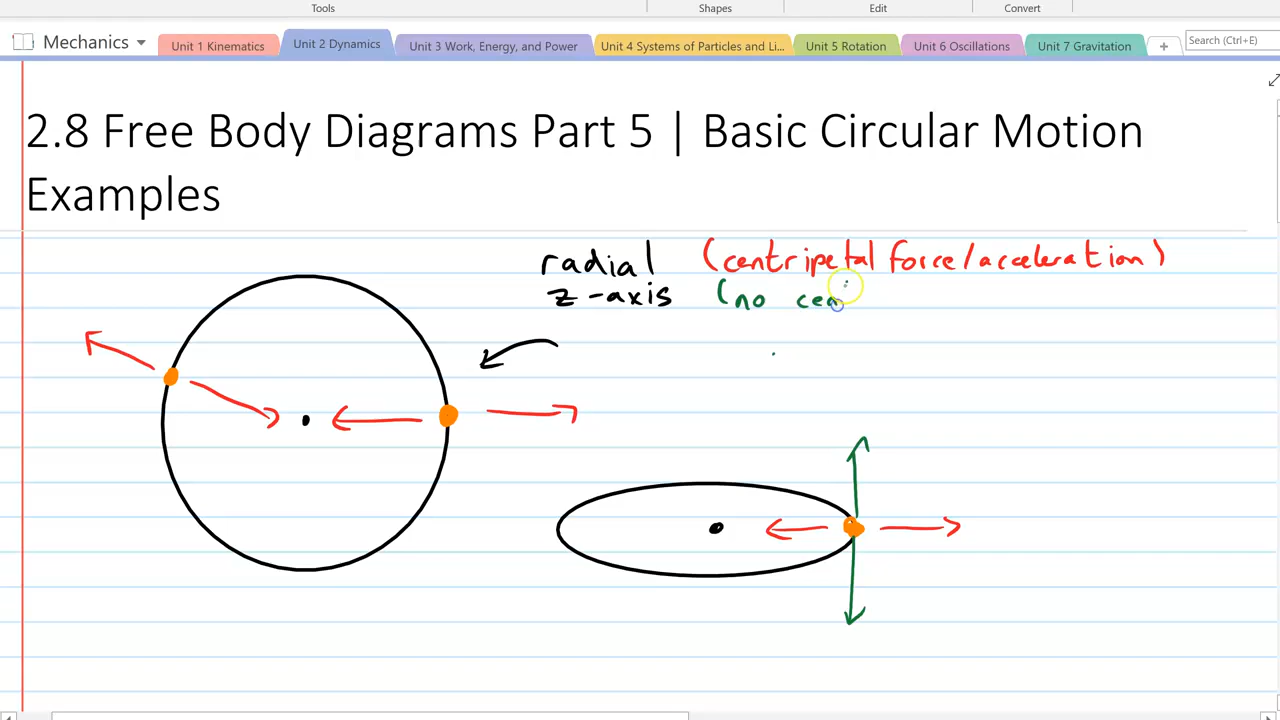 Tools Shapes Edit Convert
Mechanics Unit 1 Kinematics Unit 2 Dynamics Unit 3 Work, Energy, and Power Unit 4 Systems of Particles and Li... Unit 5 Rotation Unit 6 Oscillations Unit 7 Gravitation + Search (Ctrl+E)
2.8 Free Body Diagrams Part 5 | Basic Circular Motion
Examples
radial (centripetal force/acceleration)
z-axis (no cen